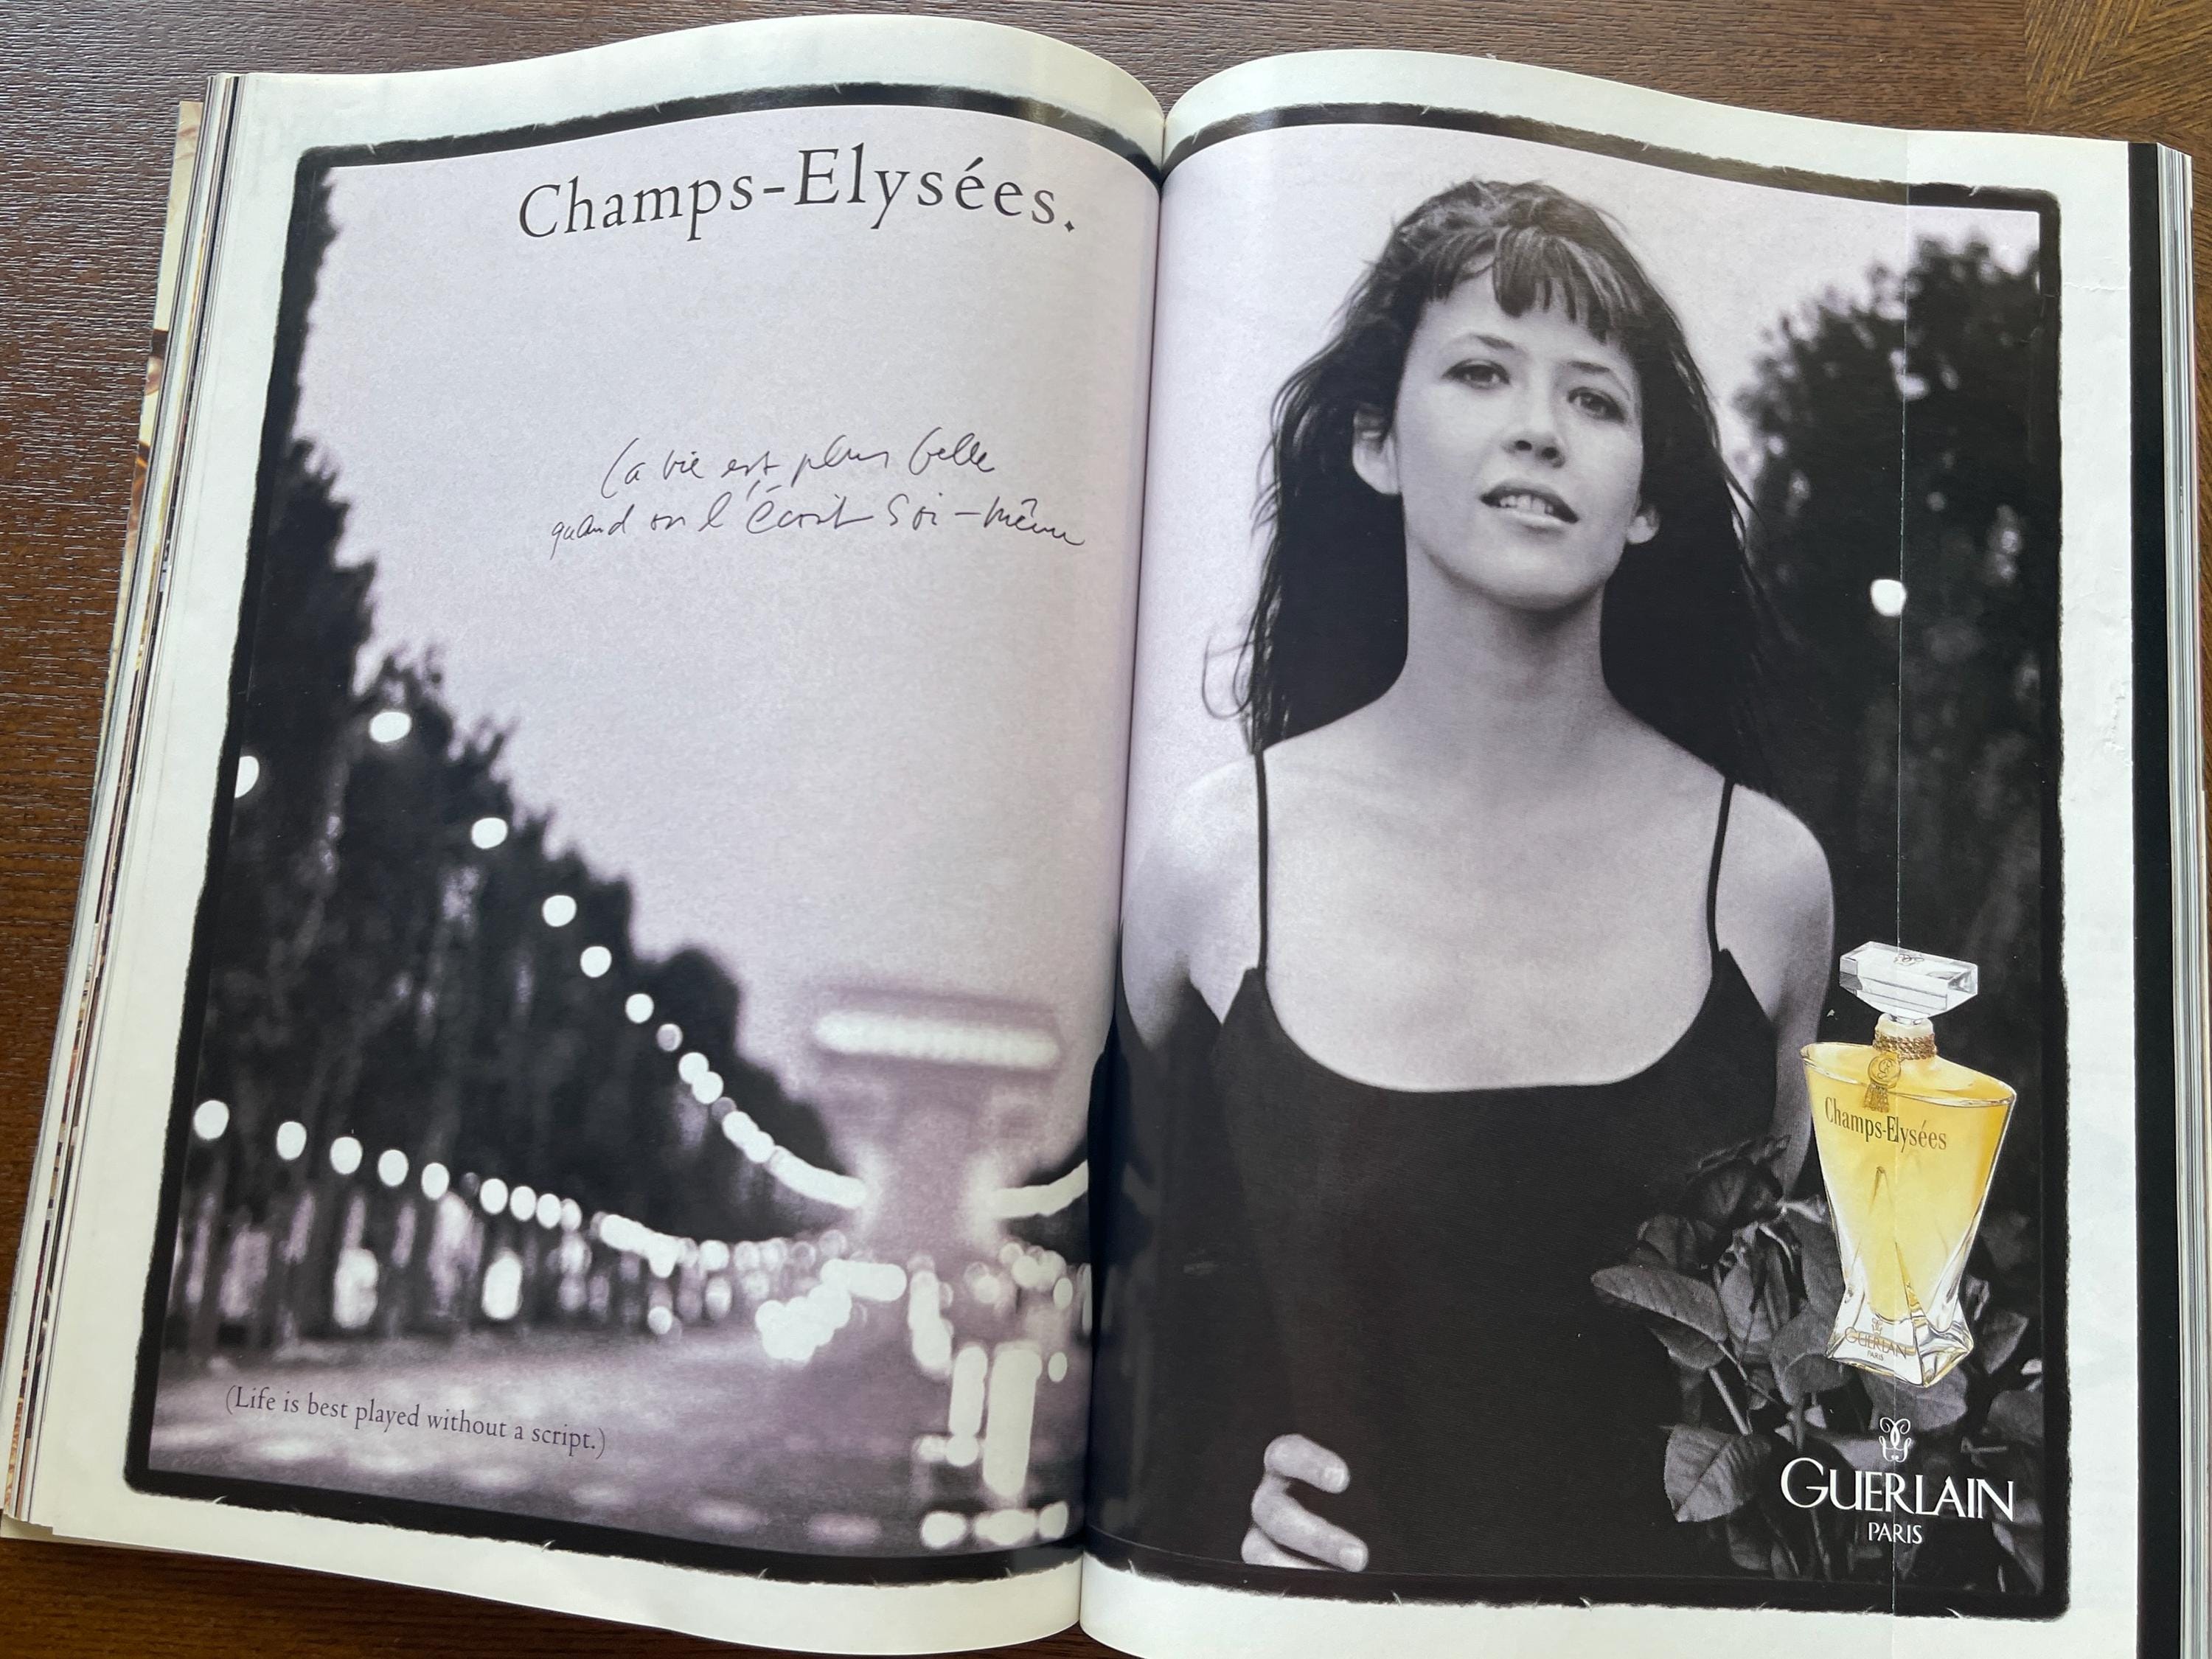 Champs-Elysées.
La vie est plus belle
quand on l'écrit soi-même
(Life is best played without a script.)
Champs-Elysées
GUERLAIN
PARIS
GUERLAIN
PARIS